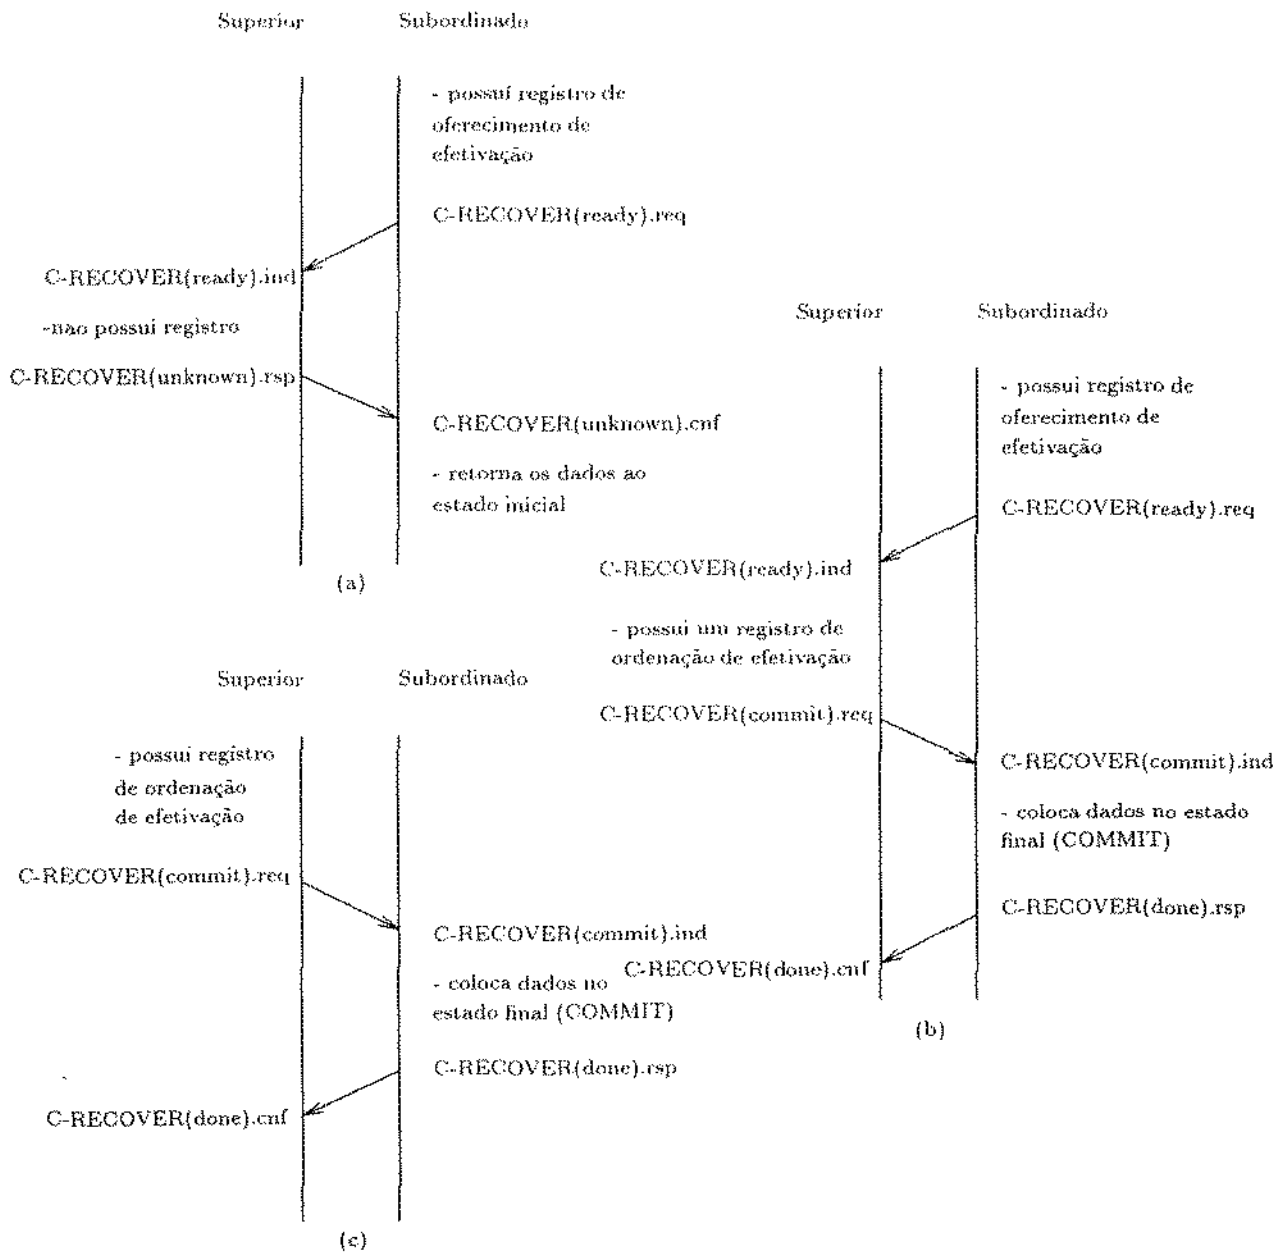 Superior Subordinado
- possui registro de
oferecimento de
efetivação
C-RECOVER(ready).req
C-RECOVER(ready).ind
-nao possui registro
C-RECOVER(unknown).rsp
C-RECOVER(unknown).cnf
- retorna os dados ao
estado inicial
(a)
Superior Subordinado
- possui registro de
oferecimento de
efetivação
C-RECOVER(ready).req
C-RECOVER(ready).ind
- possui um registro de
ordenação de efetivação
C-RECOVER(commit).req
C-RECOVER(commit).ind
- coloca dados no estado
final (COMMIT)
C-RECOVER(done).rsp
C-RECOVER(done).cnf
(b)
Superior Subordinado
- possui registro
de ordenação
de efetivação
C-RECOVER(commit).req
C-RECOVER(commit).ind
- coloca dados no
estado final (COMMIT)
C-RECOVER(done).rsp
C-RECOVER(done).cnf
(c)